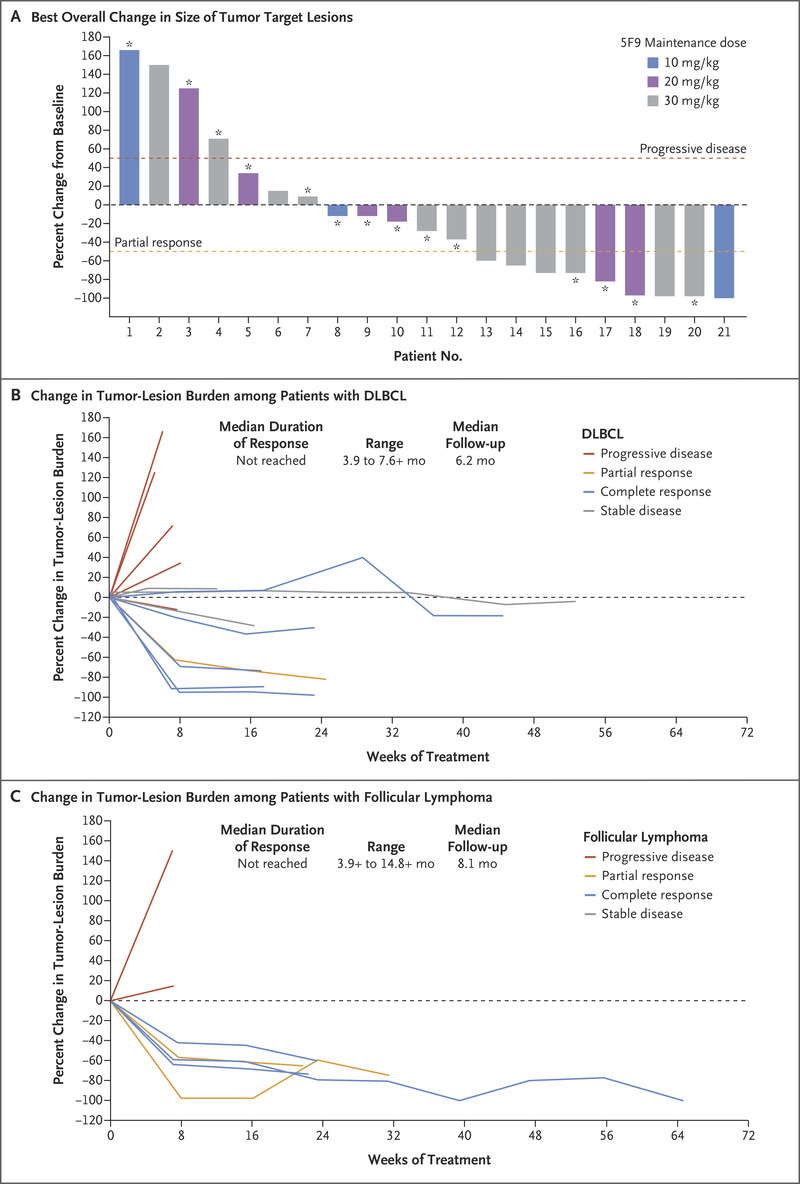 A Best Overall Change in Size of Tumor Target Lesions
Percent Change from Baseline
180
160
140
120
100
80
60
40
20
0
−20
−40
−60
−80
−100
5F9 Maintenance dose
10 mg/kg
20 mg/kg
30 mg/kg
Progressive disease
Partial response
* * * * * * * * * * * * * * *
1 2 3 4 5 6 7 8 9 10 11 12 13 14 15 16 17 18 19 20 21
Patient No.
B Change in Tumor-Lesion Burden among Patients with DLBCL
Percent Change in Tumor-Lesion Burden
180
160
140
120
100
80
60
40
20
0
−20
−40
−60
−80
−100
−120
Median Duration of Response
Not reached
Range
3.9 to 7.6+ mo
Median Follow-up
6.2 mo
DLBCL
Progressive disease
Partial response
Complete response
Stable disease
0 8 16 24 32 40 48 56 64 72
Weeks of Treatment
C Change in Tumor-Lesion Burden among Patients with Follicular Lymphoma
Percent Change in Tumor-Lesion Burden
180
160
140
120
100
80
60
40
20
0
−20
−40
−60
−80
−100
−120
Median Duration of Response
Not reached
Range
3.9+ to 14.8+ mo
Median Follow-up
8.1 mo
Follicular Lymphoma
Progressive disease
Partial response
Complete response
Stable disease
0 8 16 24 32 40 48 56 64 72
Weeks of Treatment